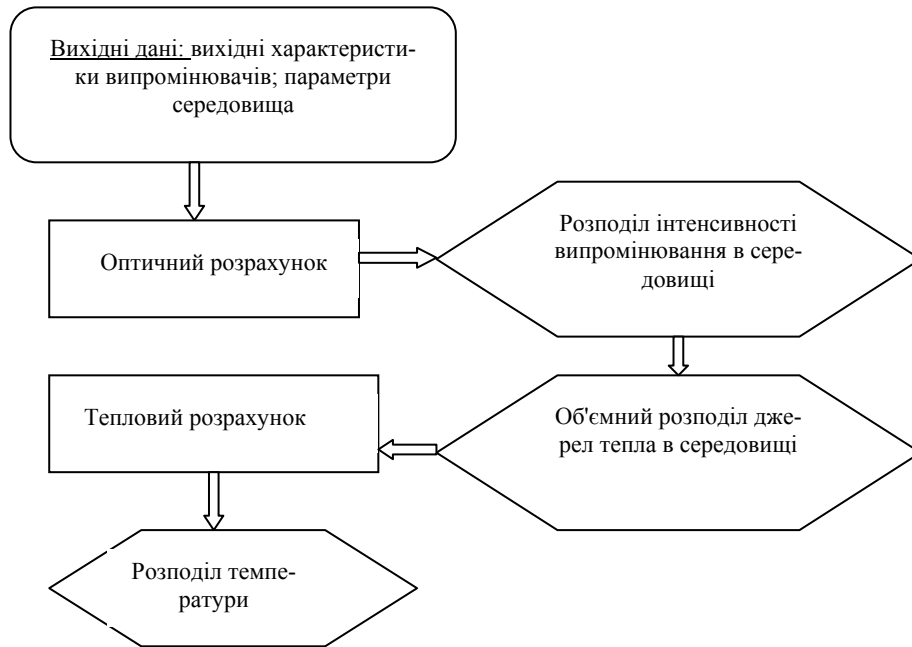 Вихідні дані: вихідні характеристи-
ки випромінювачів; параметри
середовища
Оптичний розрахунок
Розподіл інтенсивності
випромінювання в сере-
довищі
Тепловий розрахунок
Об'ємний розподіл дже-
рел тепла в середовищі
Розподіл темпе-
ратури